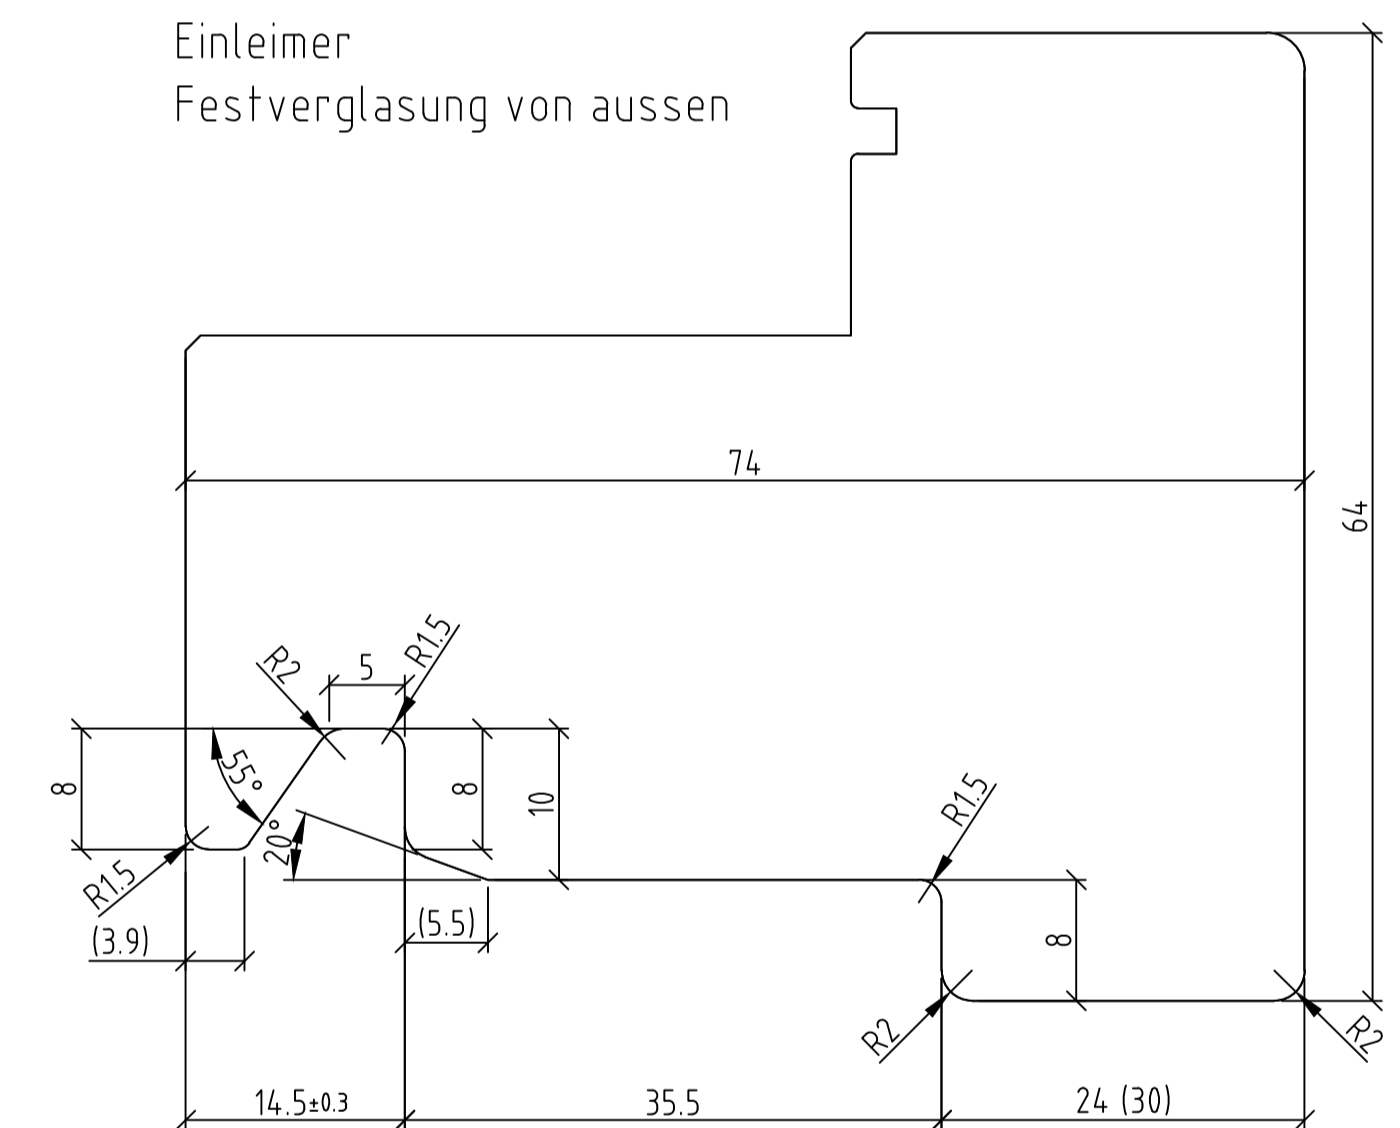 Einleimer
Festverglasung von aussen
74
64
R2
5
R1.5
8
55°
20°
8
10
R1.5
R1.5
(3.9)
(5.5)
8
R2
R2
14.5±0.3
35.5
24 (30)